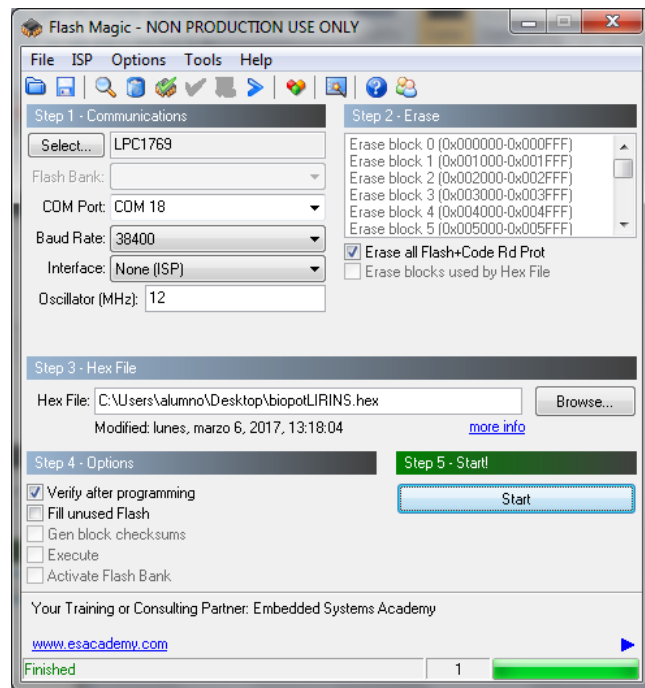 Flash Magic - NON PRODUCTION USE ONLY
File ISP Options Tools Help
Step 1 - Communications
Select... LPC1769
Flash Bank:
COM Port: COM 18
Baud Rate: 38400
Interface: None (ISP)
Oscillator (MHz): 12
Step 2 - Erase
Erase block 0 (0x000000-0x000FFF)
Erase block 1 (0x001000-0x001FFF)
Erase block 2 (0x002000-0x002FFF)
Erase block 3 (0x003000-0x003FFF)
Erase block 4 (0x004000-0x004FFF)
Erase block 5 (0x005000-0x005FFF)
Erase all Flash+Code Rd Prot
Erase blocks used by Hex File
Step 3 - Hex File
Hex File: C:\Users\alumno\Desktop\biopotLIRINS.hex Browse...
Modified: lunes, marzo 6, 2017, 13:18:04 more info
Step 4 - Options
Verify after programming
Fill unused Flash
Gen block checksums
Execute
Activate Flash Bank
Step 5 - Start!
Start
Your Training or Consulting Partner: Embedded Systems Academy
www.esacademy.com
Finished 1